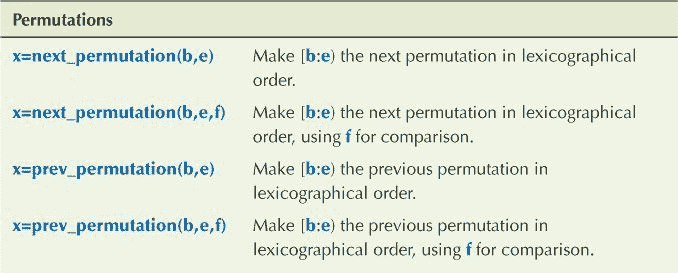 Permutations
x=next_permutation(b,e) Make [b:e) the next permutation in lexicographical
order.
x=next_permutation(b,e,f) Make [b:e) the next permutation in lexicographical
order, using f for comparison.
x=prev_permutation(b,e) Make [b:e) the previous permutation in
lexicographical order.
x=prev_permutation(b,e,f) Make [b:e) the previous permutation in
lexicographical order, using f for comparison.